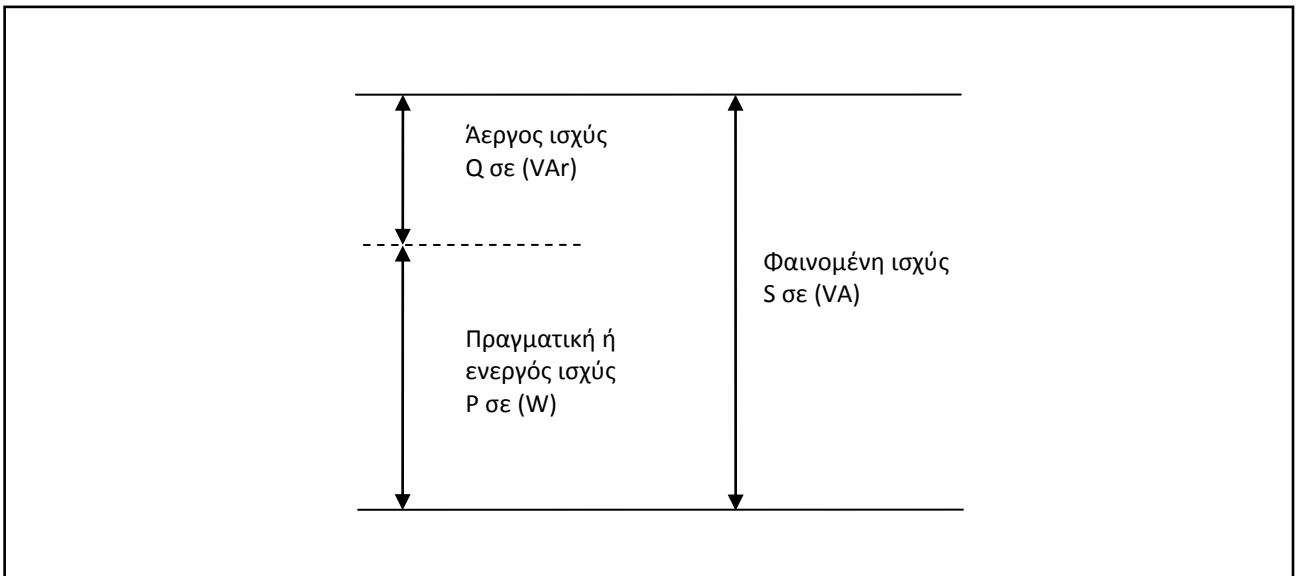 Άεργος ισχύς
Q σε (VAr)
Φαινομένη ισχύς
S σε (VA)
Πραγματική ή
ενεργός ισχύς
P σε (W)